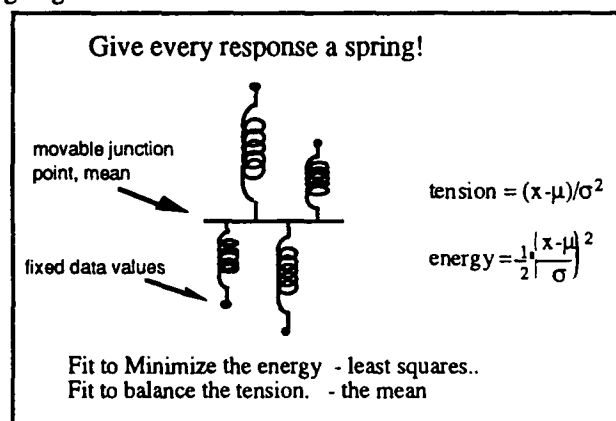 Give every response a spring!
movable junction
point, mean
fixed data values
tension = (x-μ)/σ²
energy = 1/2 (x-μ / σ)²
Fit to Minimize the energy - least squares..
Fit to balance the tension. - the mean